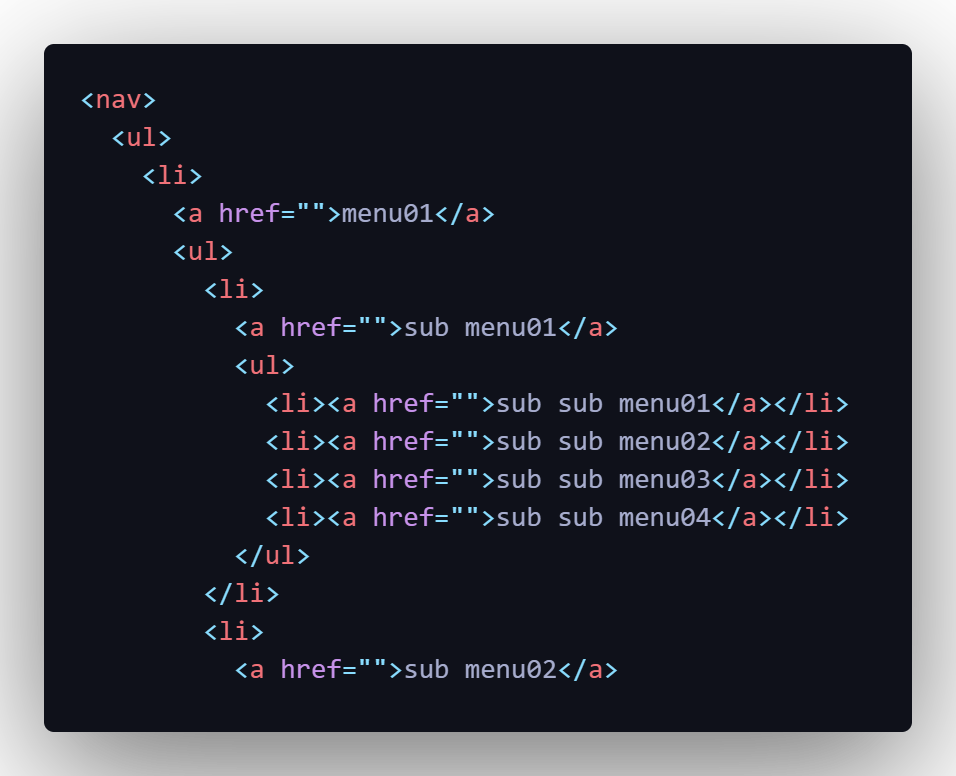 <nav>
  <ul>
    <li>
      <a href="">menu01</a>
      <ul>
        <li>
          <a href="">sub menu01</a>
          <ul>
            <li><a href="">sub sub menu01</a></li>
            <li><a href="">sub sub menu02</a></li>
            <li><a href="">sub sub menu03</a></li>
            <li><a href="">sub sub menu04</a></li>
          </ul>
        </li>
        <li>
          <a href="">sub menu02</a>